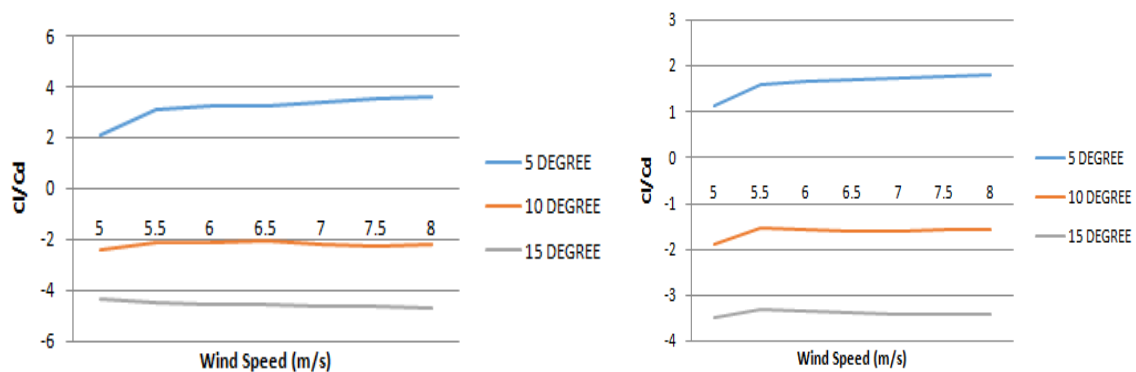 6
4
2
0
-2
-4
-6
Cl/Cd
5 5.5 6 6.5 7 7.5 8
Wind Speed (m/s)
5 DEGREE
10 DEGREE
15 DEGREE
3
2
1
0
-1
-2
-3
-4
Cl/Cd
5 5.5 6 6.5 7 7.5 8
Wind Speed (m/s)
5 DEGREE
10 DEGREE
15 DEGREE